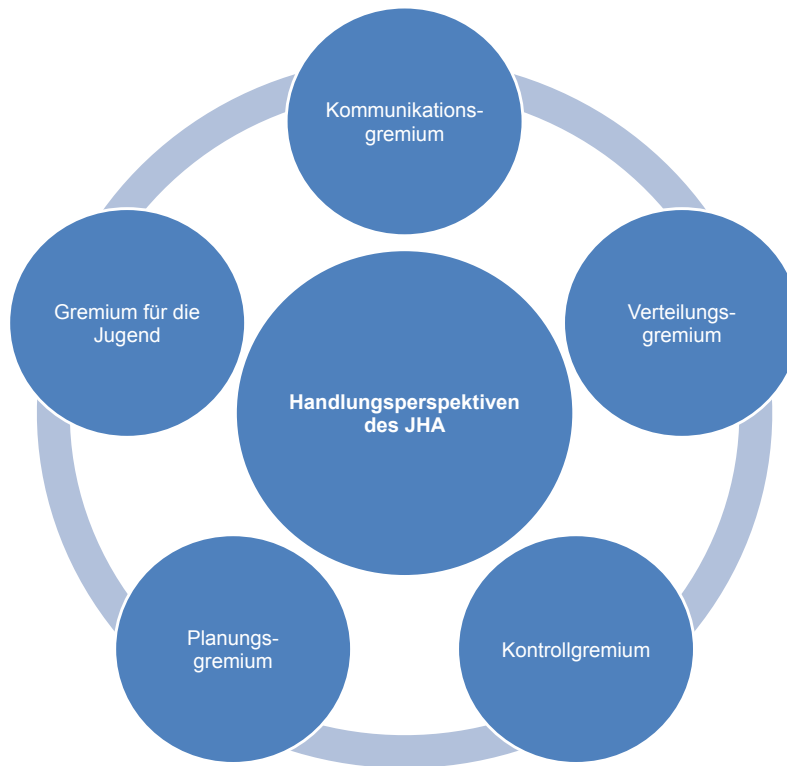 Kommunikations-
gremium
Gremium für die
Jugend
Verteilungs-
gremium
Handlungsperspektiven
des JHA
Planungs-
gremium
Kontrollgremium